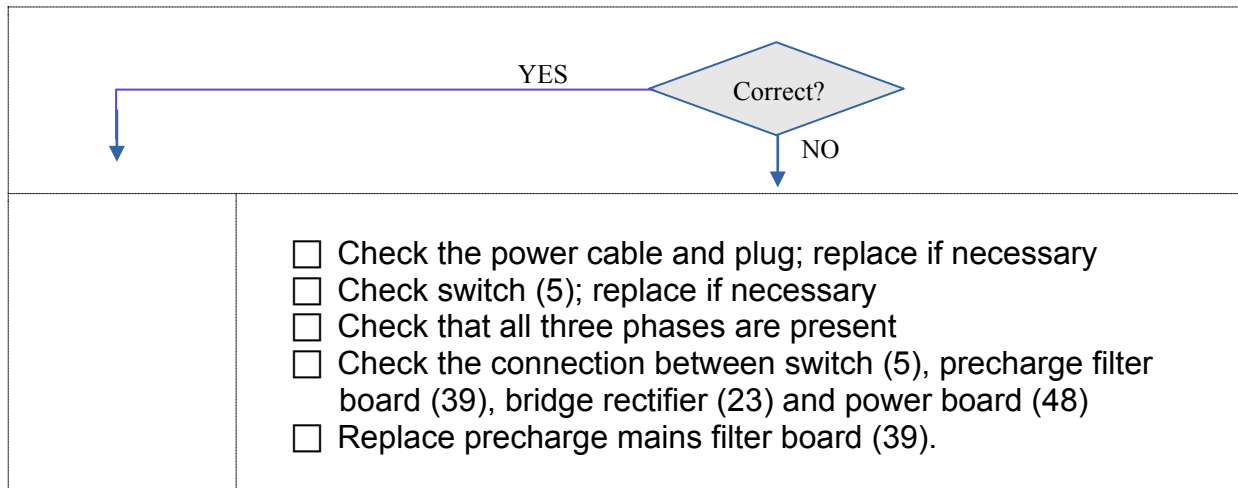 YES
Correct?
NO
☐ Check the power cable and plug; replace if necessary
☐ Check switch (5); replace if necessary
☐ Check that all three phases are present
☐ Check the connection between switch (5), precharge filter
board (39), bridge rectifier (23) and power board (48)
☐ Replace precharge mains filter board (39).